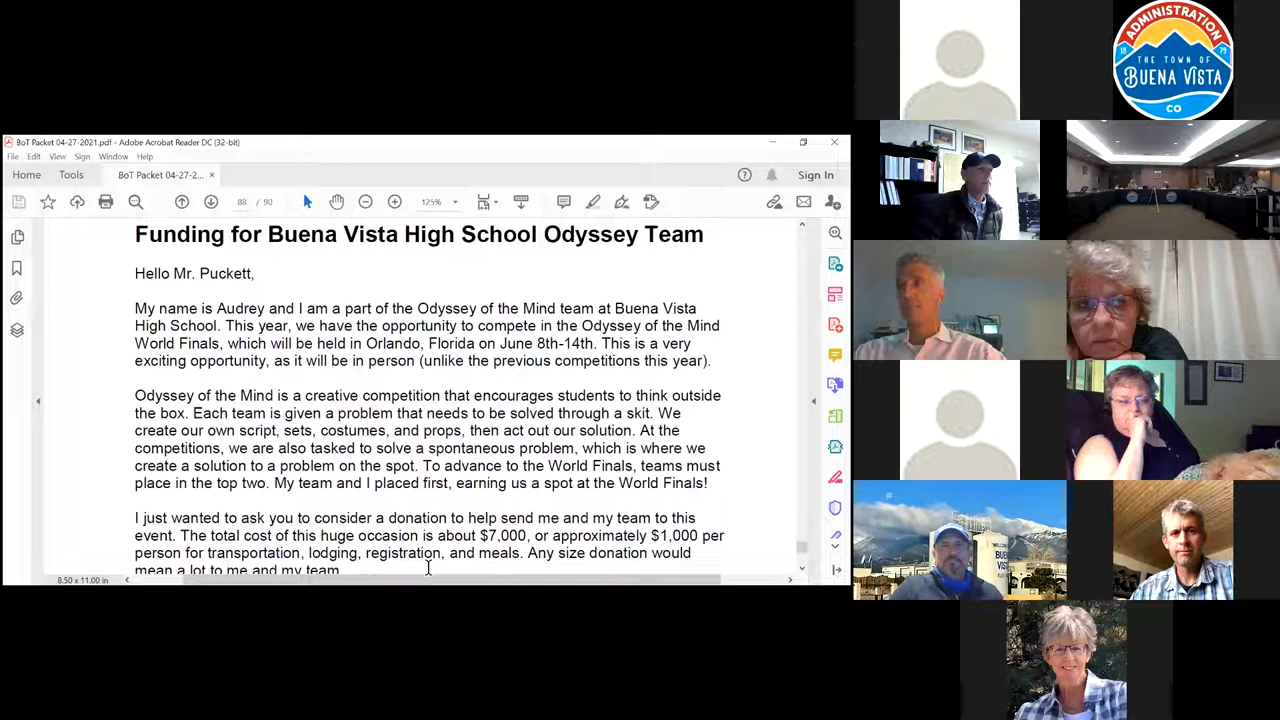 BoT Packet 04-27-2021.pdf - Adobe Acrobat Reader DC (32-bit)
File Edit View Sign Window Help
Home Tools BoT Packet 04-27-2... × Sign In
88 / 90 125%
Funding for Buena Vista High School Odyssey Team
Hello Mr. Puckett,
My name is Audrey and I am a part of the Odyssey of the Mind team at Buena Vista
High School. This year, we have the opportunity to compete in the Odyssey of the Mind
World Finals, which will be held in Orlando, Florida on June 8th-14th. This is a very
exciting opportunity, as it will be in person (unlike the previous competitions this year).
Odyssey of the Mind is a creative competition that encourages students to think outside
the box. Each team is given a problem that needs to be solved through a skit. We
create our own script, sets, costumes, and props, then act out our solution. At the
competitions, we are also tasked to solve a spontaneous problem, which is where we
create a solution to a problem on the spot. To advance to the World Finals, teams must
place in the top two. My team and I placed first, earning us a spot at the World Finals!
I just wanted to ask you to consider a donation to help send me and my team to this
event. The total cost of this huge occasion is about $7,000, or approximately $1,000 per
person for transportation, lodging, registration, and meals. Any size donation would
mean a lot to me and my team.
8.50 x 11.00 in
ADMINISTRATION
18 79
THE TOWN OF
BUENA VISTA
CO
BUENA
VISTA